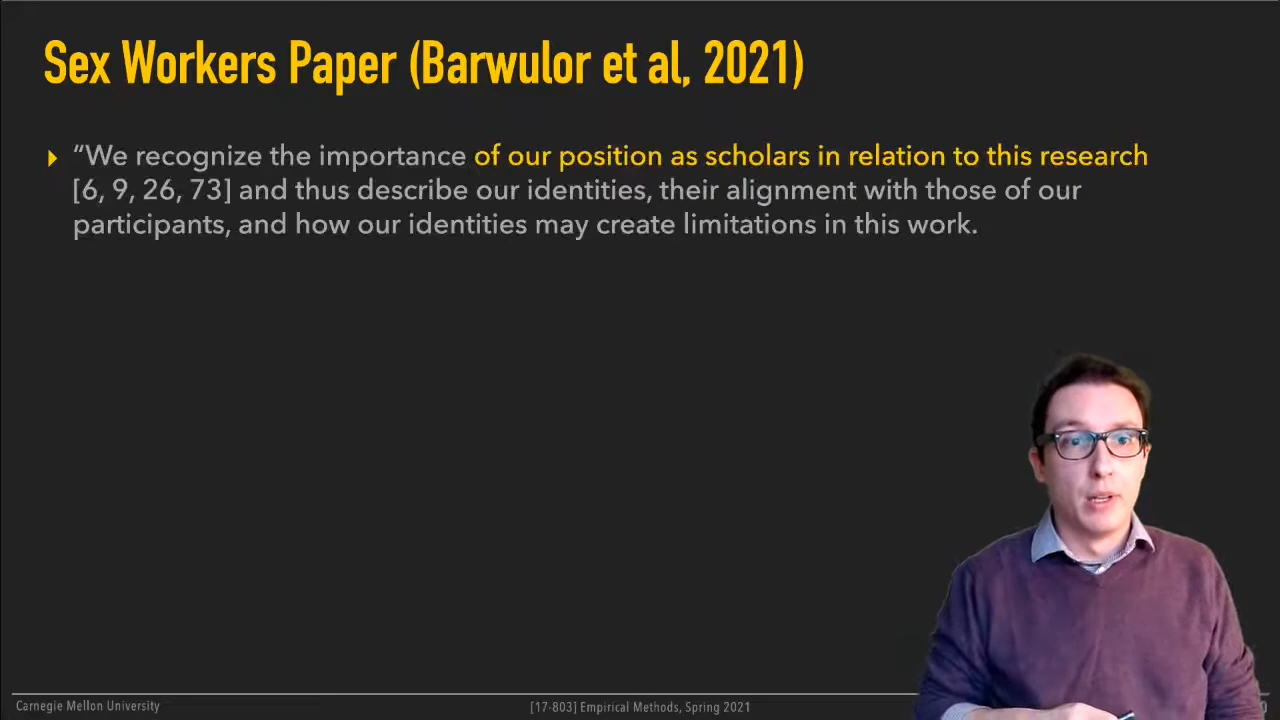 Sex Workers Paper (Barwulor et al, 2021)
“We recognize the importance of our position as scholars in relation to this research
[6, 9, 26, 73] and thus describe our identities, their alignment with those of our
participants, and how our identities may create limitations in this work.
Carnegie Mellon University
[17-803] Empirical Methods, Spring 2021